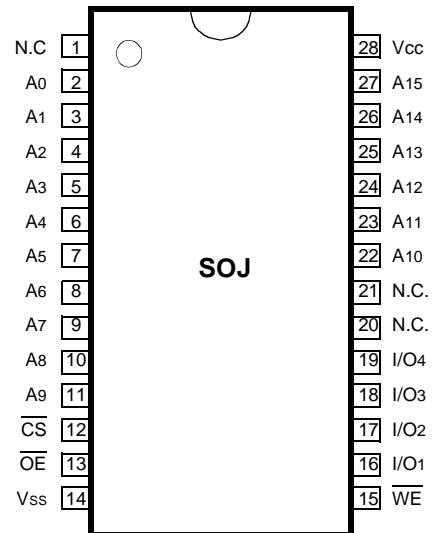 N.C 1 28 Vcc
A0 2 27 A15
A1 3 26 A14
A2 4 25 A13
A3 5 24 A12
A4 6 23 A11
A5 7 22 A10
SOJ
A6 8 21 N.C.
A7 9 20 N.C.
A8 10 19 I/O4
A9 11 18 I/O3
CS 12 17 I/O2
OE 13 16 I/O1
Vss 14 15 WE